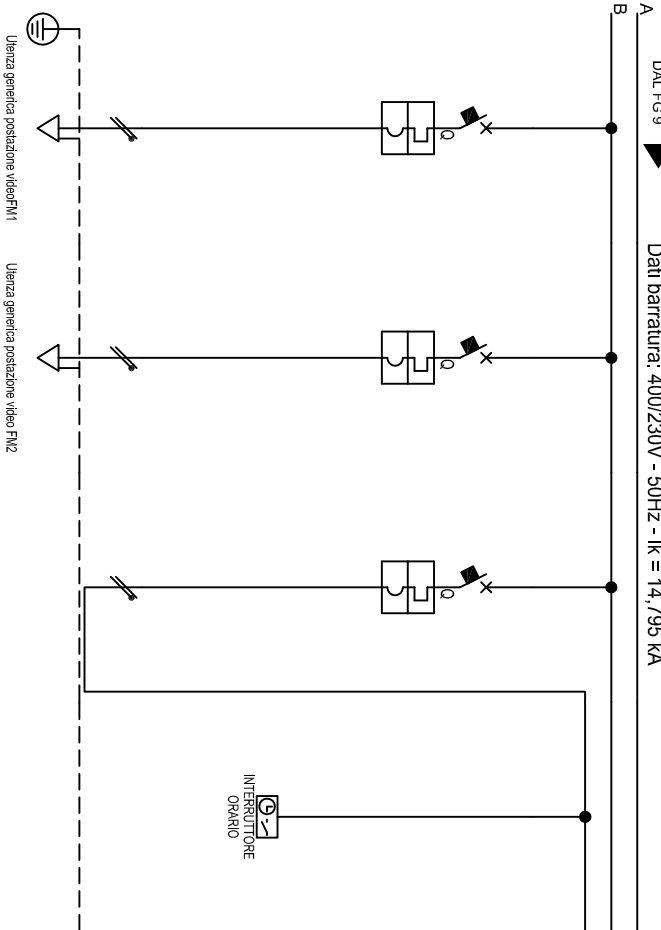 A
B
DAL FG 9
Dati barratura: 400/230V - 50Hz - Ik = 14,795 kA
Q
Q
Q
INTERRUTTORE
ORARIO
Utenza generica postazione videoFM1
Utenza generica postazione video FM2